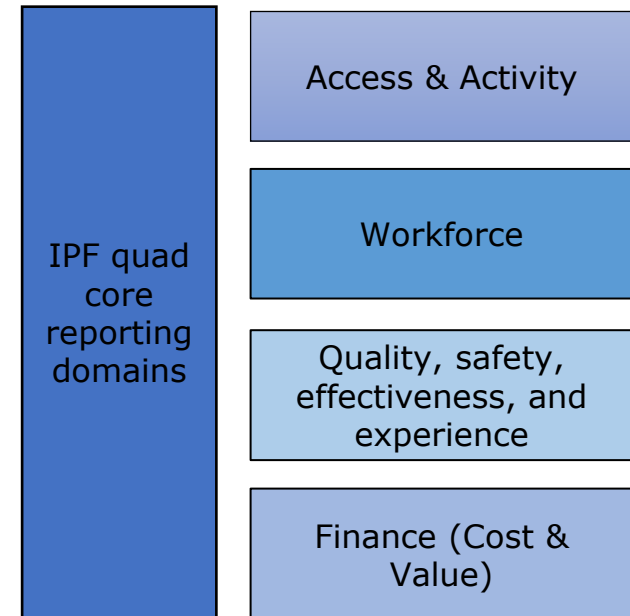 IPF quad
core
reporting
domains
Access & Activity
Workforce
Quality, safety,
effectiveness, and
experience
Finance (Cost &
Value)